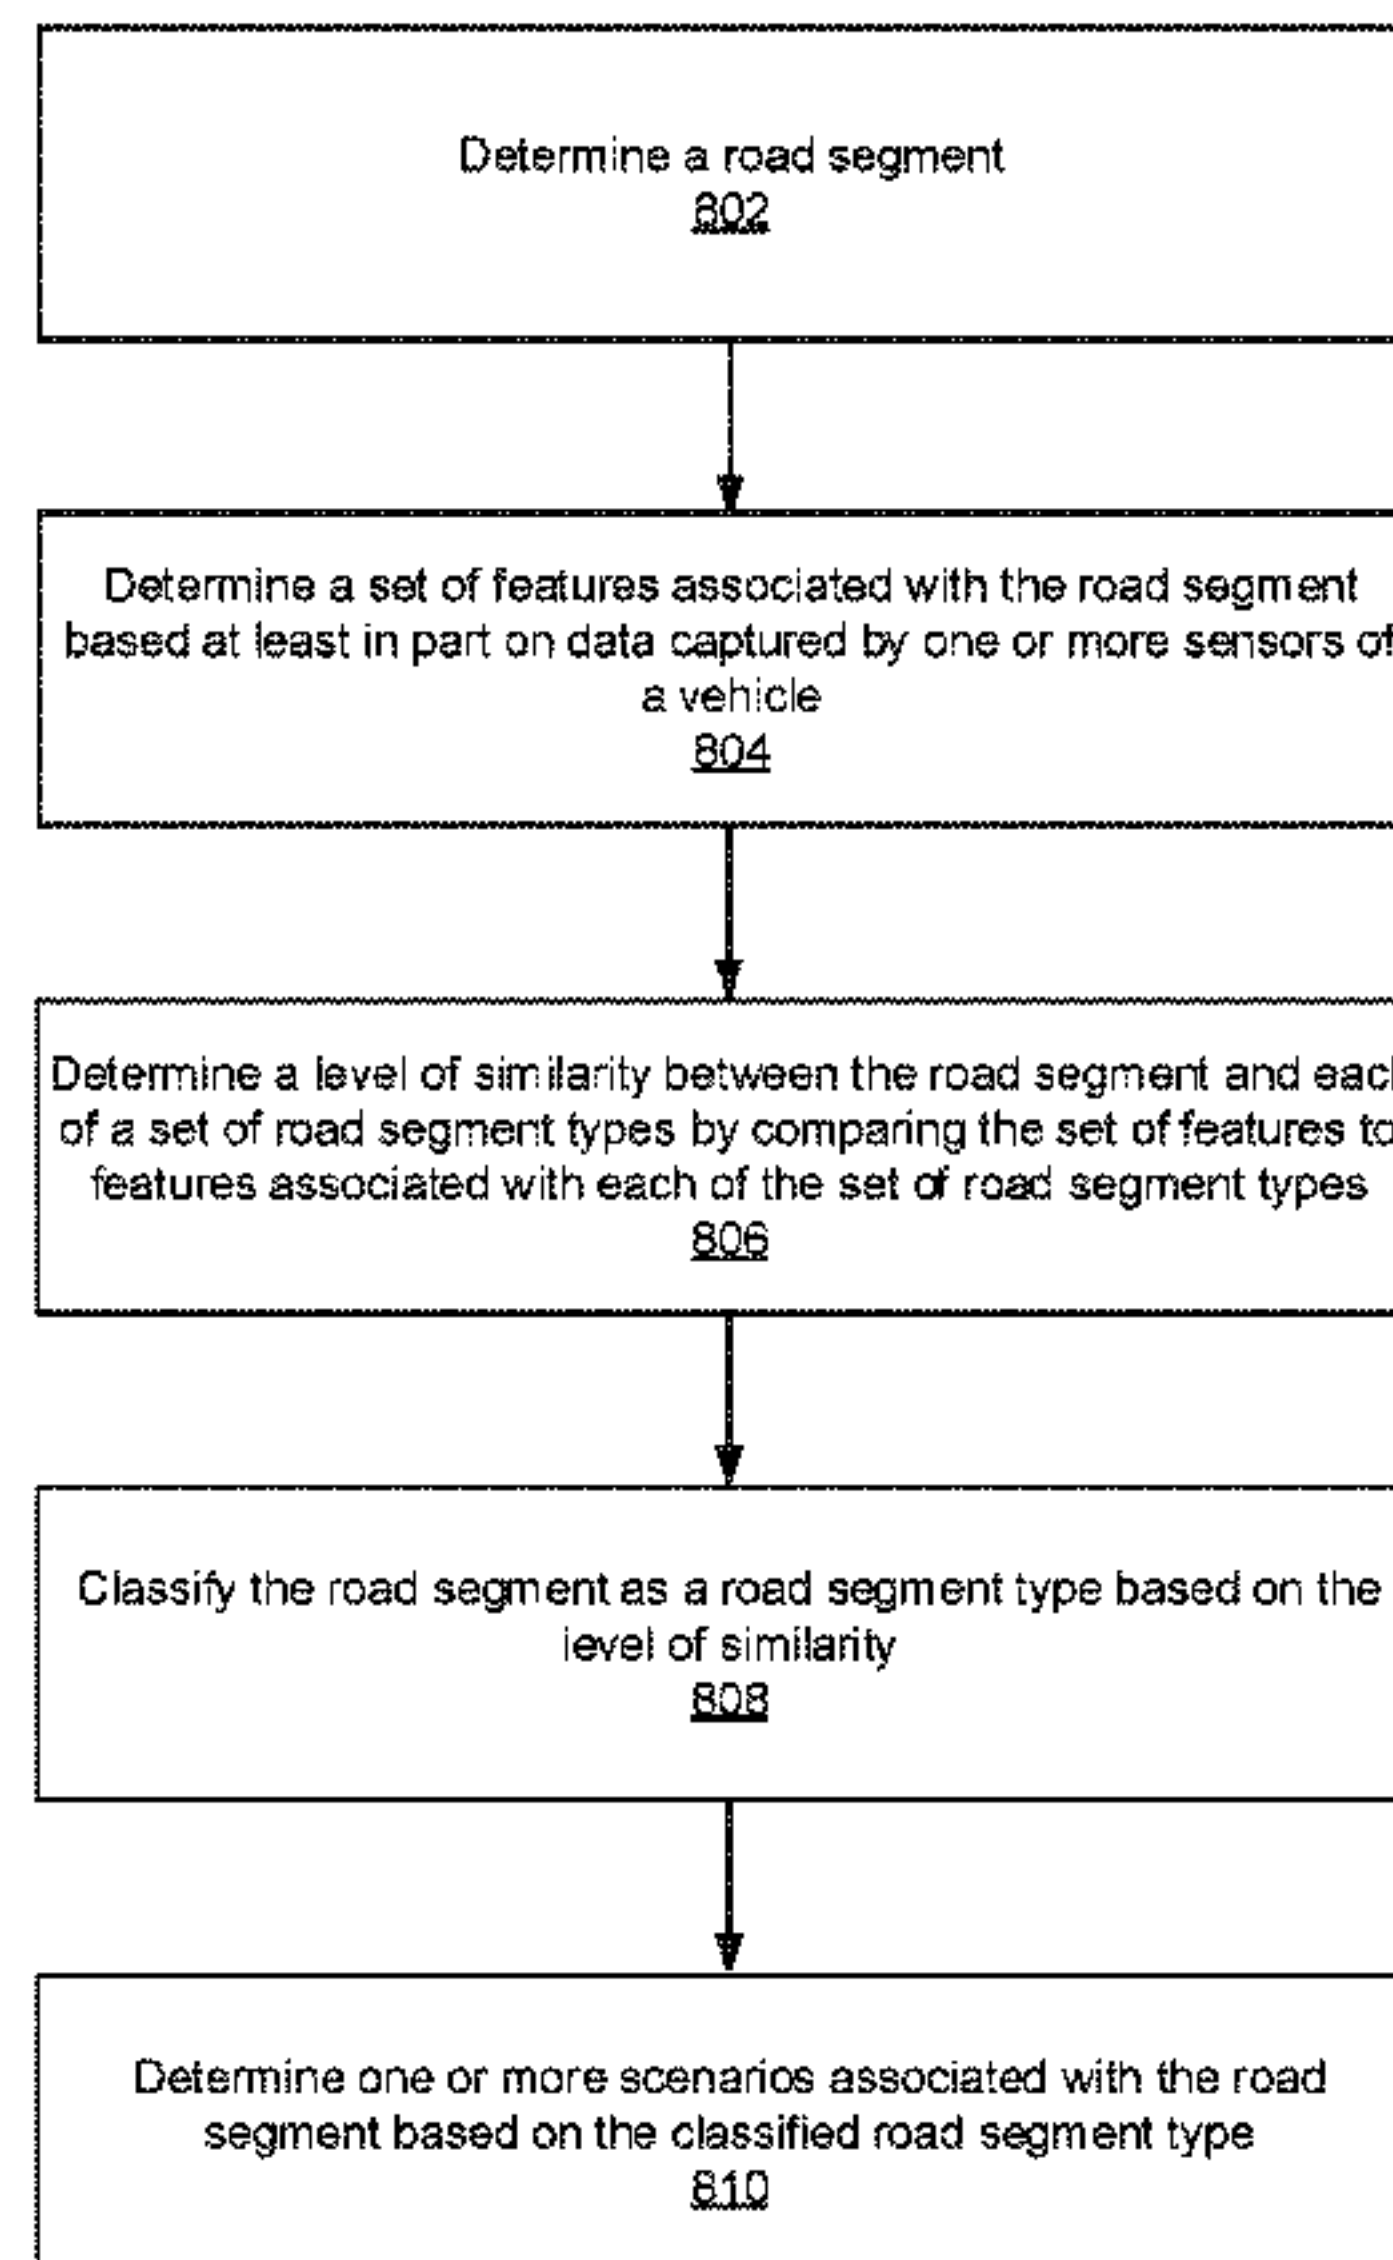 Determine a road segment
802
Determine a set of features associated with the road segment
based at least in part on data captured by one or more sensors of
a vehicle
804
Determine a level of similarity between the road segment and each
of a set of road segment types by comparing the set of features to
features associated with each of the set of road segment types
806
Classify the road segment as a road segment type based on the
level of similarity
808
Determine one or more scenarios associated with the road
segment based on the classified road segment type
810